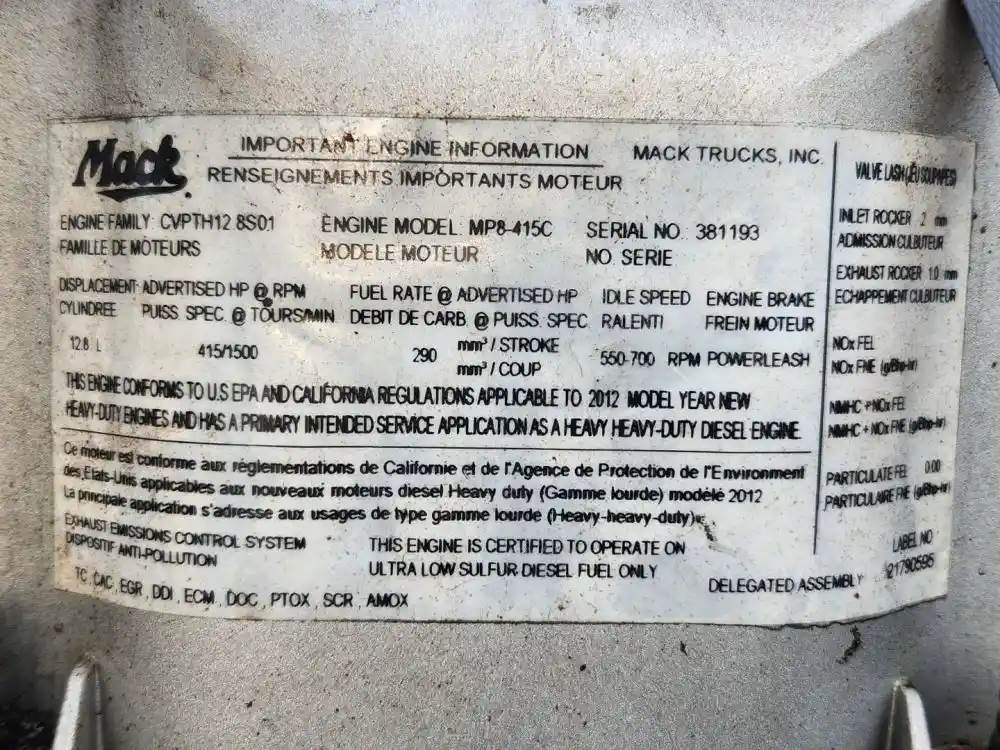 Mack
IMPORTANT ENGINE INFORMATION
MACK TRUCKS, INC.
RENSEIGNEMENTS IMPORTANTS MOTEUR
ENGINE FAMILY CVPTH12.8S01
ENGINE MODEL: MP8-415C
SERIAL NO. 381193
FAMILLE DE MOTEURS
MODELE MOTEUR
NO. SERIE
DISPLACEMENT: ADVERTISED HP @ RPM
FUEL RATE @ ADVERTISED HP
IDLE SPEED
ENGINE BRAKE
CYLINDREE
PUISS. SPEC. @ TOURS/MIN
DEBIT DE CARB. @ PUISS. SPEC.
RALENTI
FREIN MOTEUR
12.8 L
415/1500
290
mm³ / STROKE
mm³ / COUP
550-700 RPM
POWERLEASH
THIS ENGINE CONFORMS TO U.S EPA AND CALIFORNIA REGULATIONS APPLICABLE TO 2012 MODEL YEAR NEW
HEAVY-DUTY ENGINES AND HAS A PRIMARY INTENDED SERVICE APPLICATION AS A HEAVY HEAVY-DUTY DIESEL ENGINE.
Ce moteur est conforme aux réglementations de Californie et de l'Agence de Protection de l'Environment
des Etats-Unis applicables aux nouveaux moteurs diesel Heavy duty (Gamme lourde) modélé 2012
La principale application s'adresse aux usages de type gamme lourde (Heavy-heavy-duty).
EXHAUST EMISSIONS CONTROL SYSTEM
DISPOSITIF ANTI-POLLUTION
TC, CAC, EGR, DDI, ECM, DOC, PTOX, SCR, AMOX
THIS ENGINE IS CERTIFIED TO OPERATE ON
ULTRA LOW SULFUR DIESEL FUEL ONLY
DELEGATED ASSEMBLY
VALVE LASH (JEU SOUPAPES)
INLET ROCKER .2 mm
ADMISSION CULBUTEUR
EXHAUST ROCKER 1.0 mm
ECHAPPEMENT CULBUTEUR
NOx FEL
NOx FNE (g/Bhp-hr)
NMHC + NOx FEL
NMHC + NOx FNE (g/Bhp-hr)
PARTICULATE FEL 0.00
PARTICULAIRE FNE (g/Bhp-hr)
LABEL NO
21790595